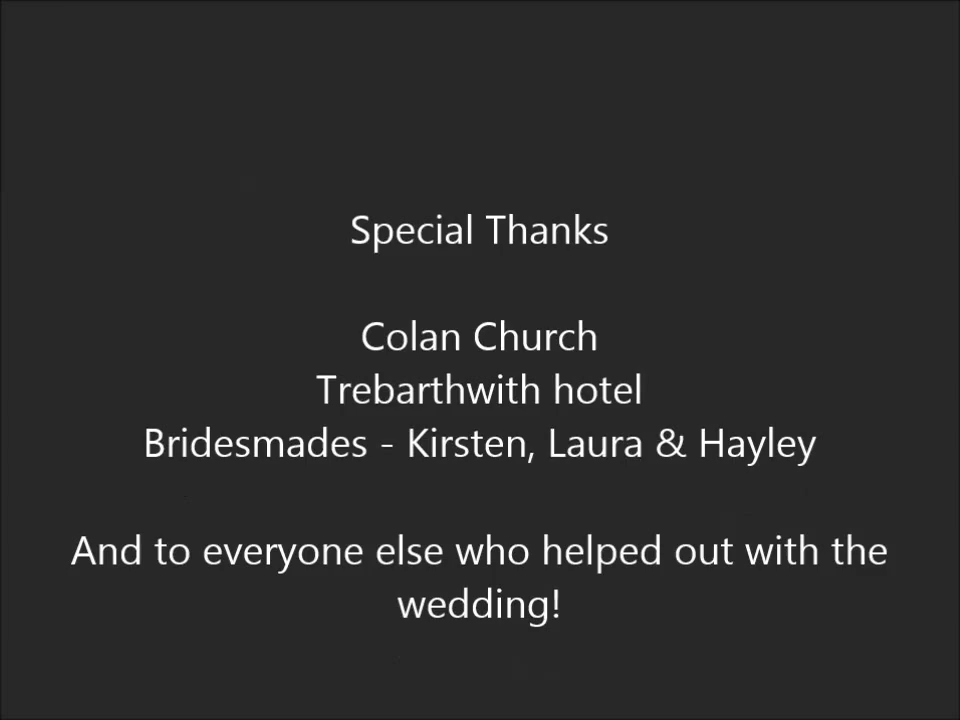 Special Thanks
Colan Church
Trebarthwith hotel
Bridesmades - Kirsten, Laura & Hayley
And to everyone else who helped out with the
wedding!